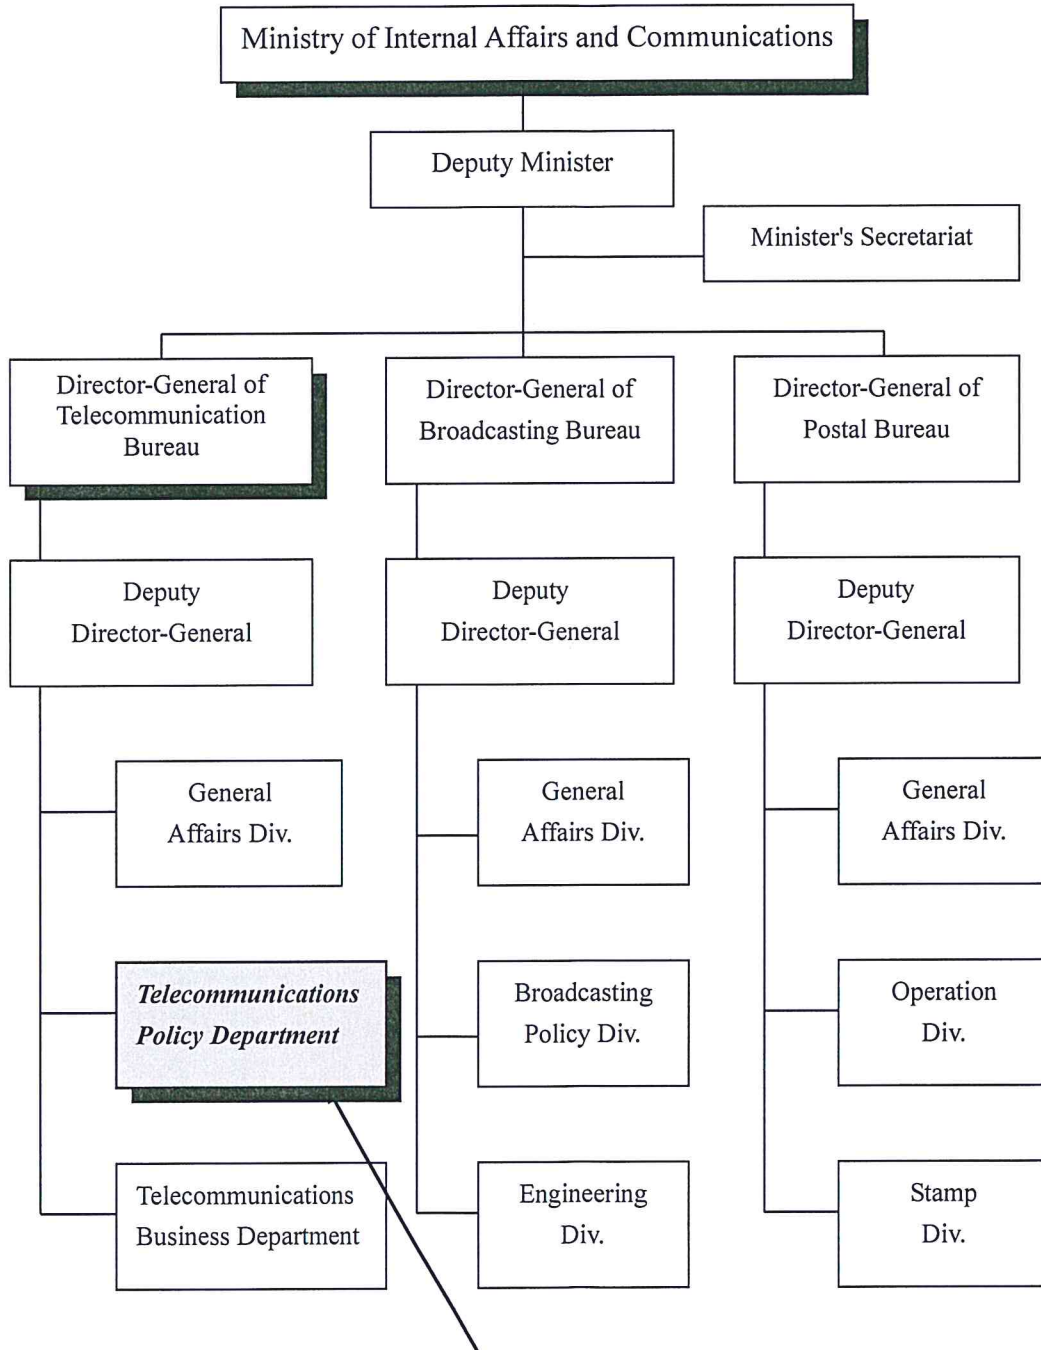 Ministry of Internal Affairs and Communications
Deputy Minister
Minister's Secretariat
Director-General of
Telecommunication
Bureau
Director-General of
Broadcasting Bureau
Director-General of
Postal Bureau
Deputy
Director-General
Deputy
Director-General
Deputy
Director-General
General
Affairs Div.
General
Affairs Div.
General
Affairs Div.
Telecommunications
Policy Department
Broadcasting
Policy Div.
Operation
Div.
Telecommunications
Business Department
Engineering
Div.
Stamp
Div.